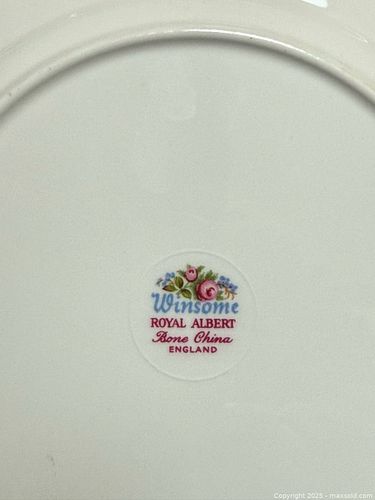 Winsome
ROYAL ALBERT
Bone China
ENGLAND
Copyright 2025 - maxsold.com